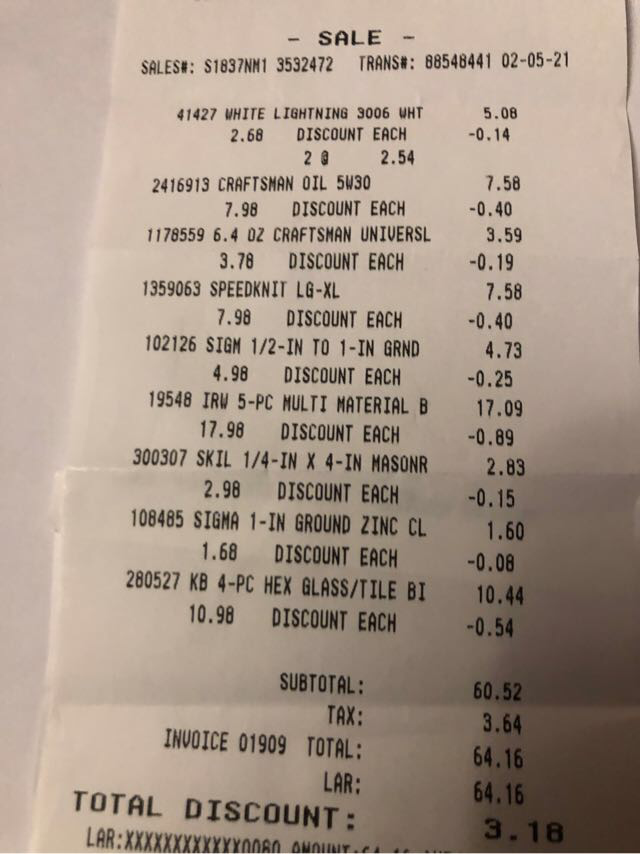 - SALE -
SALES#: S1837NM1 3532472 TRANS#: 88548441 02-05-21
41427 WHITE LIGHTNING 3006 WHT 5.08
2.68 DISCOUNT EACH -0.14
2 @ 2.54
2416913 CRAFTSMAN OIL 5W30 7.58
7.98 DISCOUNT EACH -0.40
1178559 6.4 OZ CRAFTSMAN UNIVERSL 3.59
3.78 DISCOUNT EACH -0.19
1359063 SPEEDKNIT LG-XL 7.58
7.98 DISCOUNT EACH -0.40
102126 SIGM 1/2-IN TO 1-IN GRND 4.73
4.98 DISCOUNT EACH -0.25
19548 IRW 5-PC MULTI MATERIAL B 17.09
17.98 DISCOUNT EACH -0.89
300307 SKIL 1/4-IN X 4-IN MASONR 2.83
2.98 DISCOUNT EACH -0.15
108485 SIGMA 1-IN GROUND ZINC CL 1.60
1.68 DISCOUNT EACH -0.08
280527 KB 4-PC HEX GLASS/TILE BI 10.44
10.98 DISCOUNT EACH -0.54
SUBTOTAL: 60.52
TAX: 3.64
INVOICE 01909 TOTAL: 64.16
LAR: 64.16
TOTAL DISCOUNT: 3.18
LAR:XXXXXXXXXXXX0080 AMOUNT: